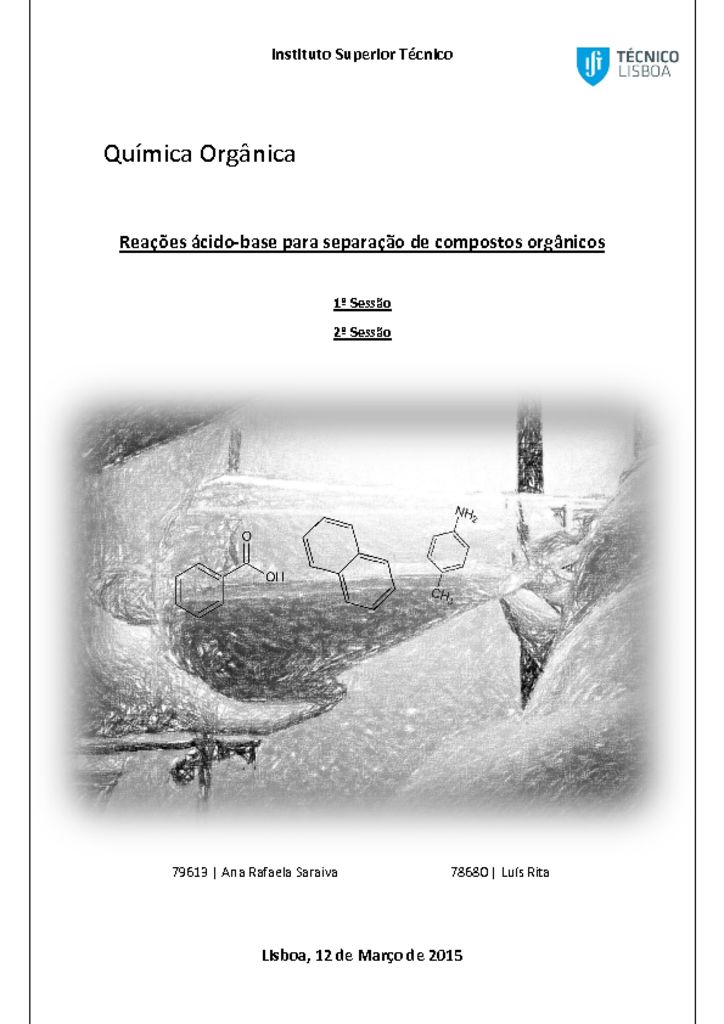 Instituto Superior Técnico
TÉCNICO
LISBOA
Química Orgânica
Reações ácido-base para separação de compostos orgânicos
1ª Sessão
2ª Sessão
O
OH
NH2
CH3
79613 | Ana Rafaela Saraiva
78680 | Luís Rita
Lisboa, 12 de Março de 2015